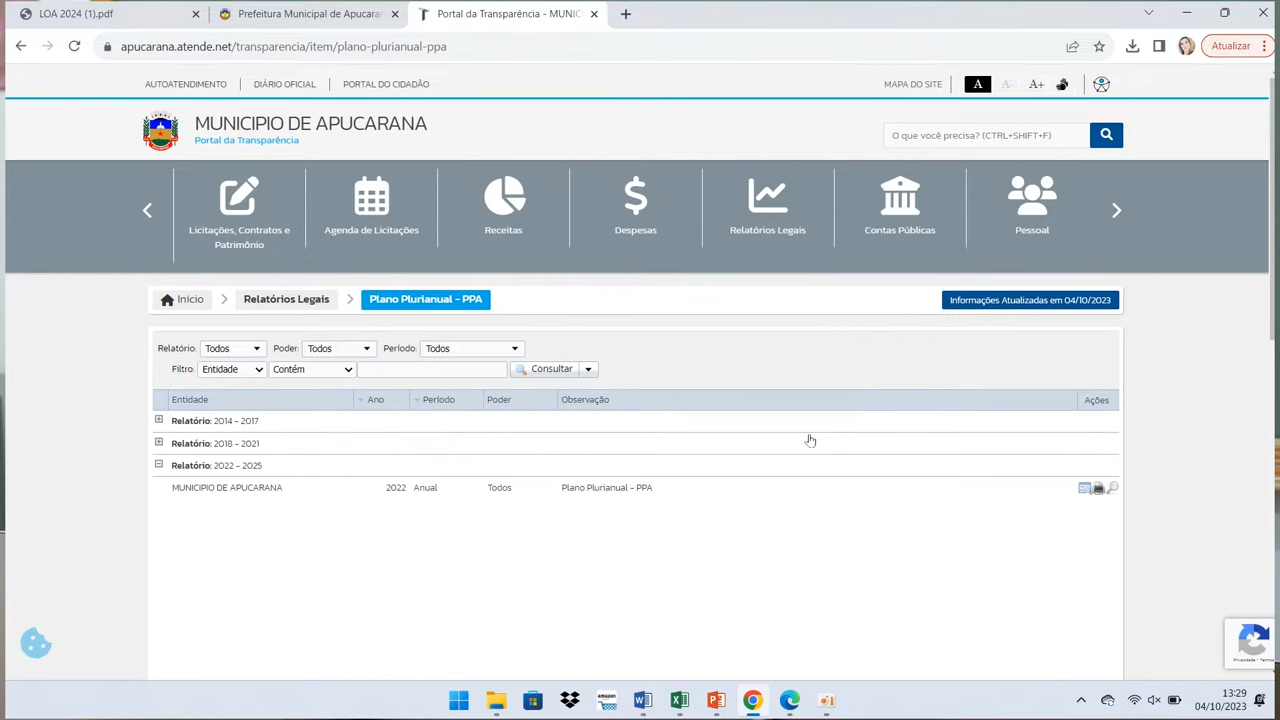 LOA 2024 (1).pdf
Prefeitura Municipal de Apucaran
Portal da Transparência - MUNIC
apucarana.atende.net/transparencia/item/plano-plurianual-ppa
Atualizar
AUTOATENDIMENTO
DIÁRIO OFICIAL
PORTAL DO CIDADÃO
MAPA DO SITE
A
A-
A+
MUNICIPIO DE APUCARANA
Portal da Transparência
O que você precisa? (CTRL+SHIFT+F)
Licitações, Contratos e
Patrimônio
Agenda de Licitações
Receitas
Despesas
Relatórios Legais
Contas Públicas
Pessoal
Início
Relatórios Legais
Plano Plurianual - PPA
Informações Atualizadas em 04/10/2023
Relatório: Todos Poder: Todos Período: Todos
Filtro: Entidade Contém Consultar
Entidade Ano Período Poder Observação Ações
Relatório: 2014 - 2017
Relatório: 2018 - 2021
Relatório: 2022 - 2025
MUNICIPIO DE APUCARANA 2022 Anual Todos Plano Plurianual - PPA
Privacidade - Termos
amazon
13:29
04/10/2023